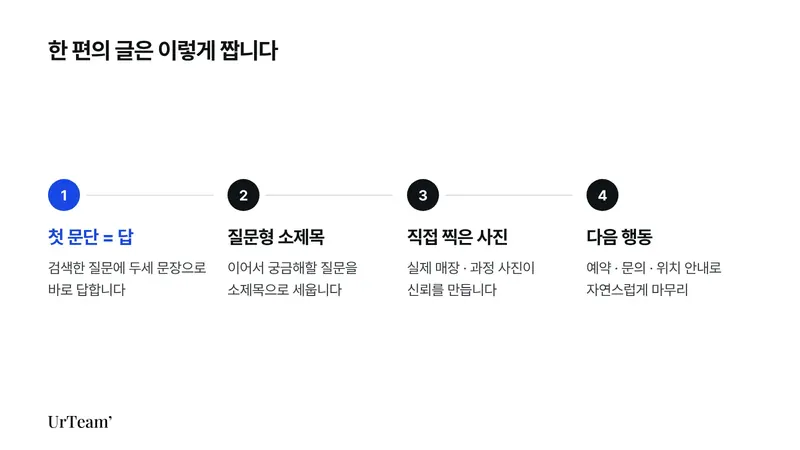 한 편의 글은 이렇게 짭니다
1
첫 문단 = 답
검색한 질문에 두세 문장으로
바로 답합니다
2
질문형 소제목
이어서 궁금해할 질문을
소제목으로 세웁니다
3
직접 찍은 사진
실제 매장 · 과정 사진이
신뢰를 만듭니다
4
다음 행동
예약 · 문의 · 위치 안내로
자연스럽게 마무리
UrTeam’